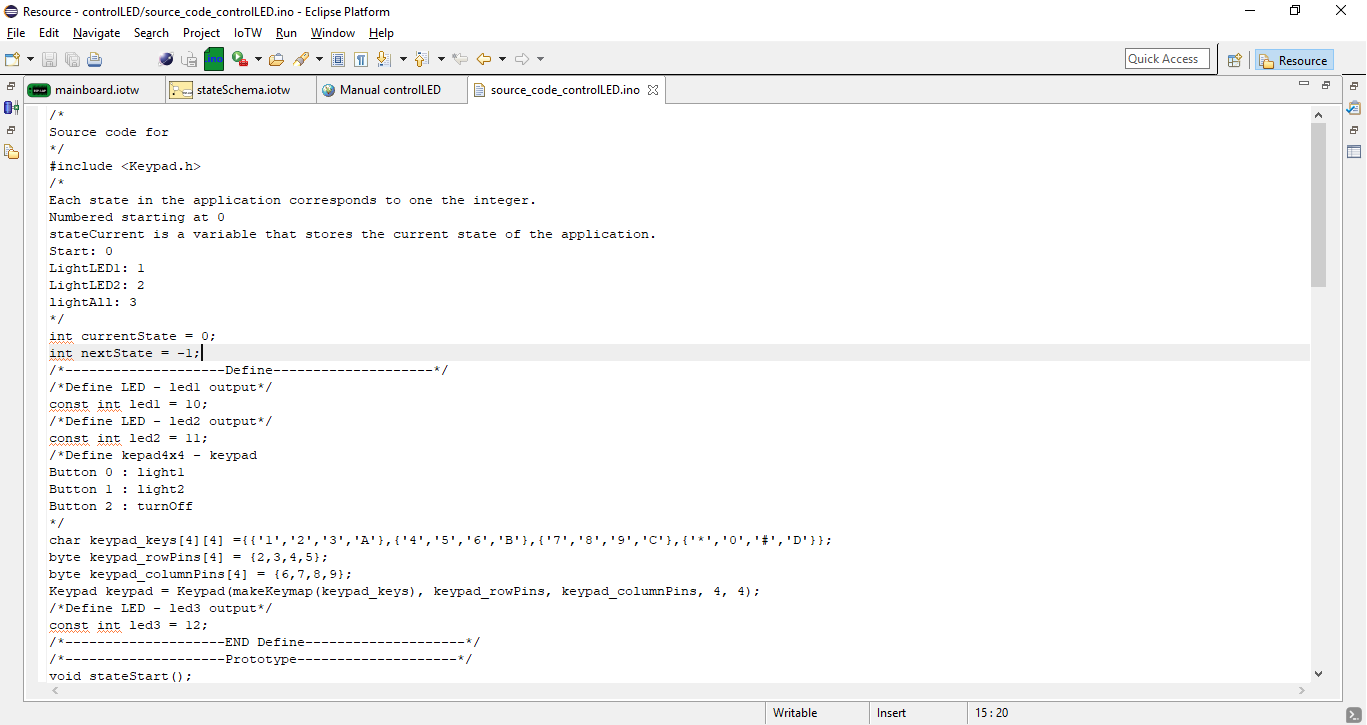 Resource - controlLED/source_code_controlLED.ino - Eclipse Platform
File Edit Navigate Search Project IoTW Run Window Help
.ino
Quick Access
Resource
mainboard.iotw
stateSchema.iotw
Manual controlLED
source_code_controlLED.ino
/*
Source code for
*/
#include <Keypad.h>
/*
Each state in the application corresponds to one the integer.
Numbered starting at 0
stateCurrent is a variable that stores the current state of the application.
Start: 0
LightLED1: 1
LightLED2: 2
lightAll: 3
*/
int currentState = 0;
int nextState = -1;
/*--------------------Define--------------------*/
/*Define LED - led1 output*/
const int led1 = 10;
/*Define LED - led2 output*/
const int led2 = 11;
/*Define kepad4x4 - keypad
Button 0 : light1
Button 1 : light2
Button 2 : turnOff
*/
char keypad_keys[4][4] ={{'1','2','3','A'},{'4','5','6','B'},{'7','8','9','C'},{'*','0','#','D'}};
byte keypad_rowPins[4] = {2,3,4,5};
byte keypad_columnPins[4] = {6,7,8,9};
Keypad keypad = Keypad(makeKeymap(keypad_keys), keypad_rowPins, keypad_columnPins, 4, 4);
/*Define LED - led3 output*/
const int led3 = 12;
/*--------------------END Define--------------------*/
/*--------------------Prototype--------------------*/
void stateStart();
Writable
Insert
15 : 20